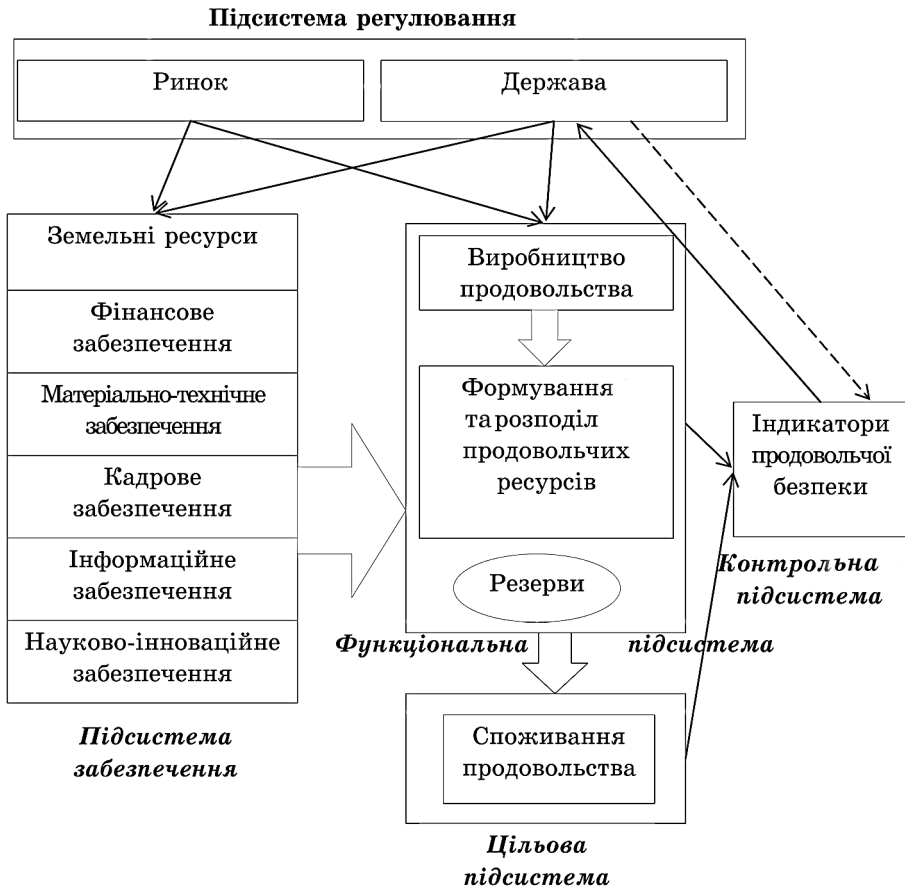 Підсистема регулювання
Ринок
Держава
Земельні ресурси
Фінансове
забезпечення
Матеріально-технічне
забезпечення
Кадрове
забезпечення
Інформаційне
забезпечення
Науково-інноваційне
забезпечення
Підсистема
забезпечення
Виробництво
продовольства
Формування
та розподіл
продовольчих
ресурсів
Резерви
Функціональна підсистема
Споживання
продовольства
Цільова
підсистема
Індикатори
продовольчої
безпеки
Контрольна
підсистема